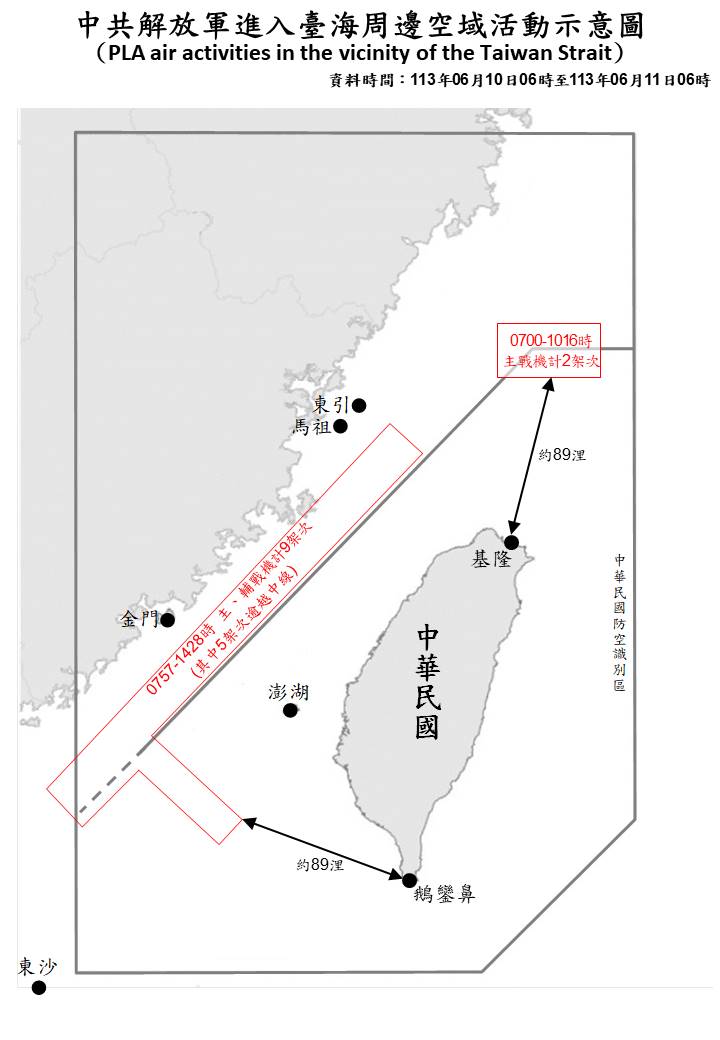 中共解放軍進入臺海周邊空域活動示意圖
（PLA air activities in the vicinity of the Taiwan Strait）
資料時間：113年06月10日06時至113年06月11日06時
0700-1016時
主戰機計2架次
東引
馬祖
約89浬
0757-1428時 主、輔戰機計9架次
(其中5架次逾越中線)
基隆
中華民國防空識別區
金門
中華民國
澎湖
約89浬
鵝鑾鼻
東沙